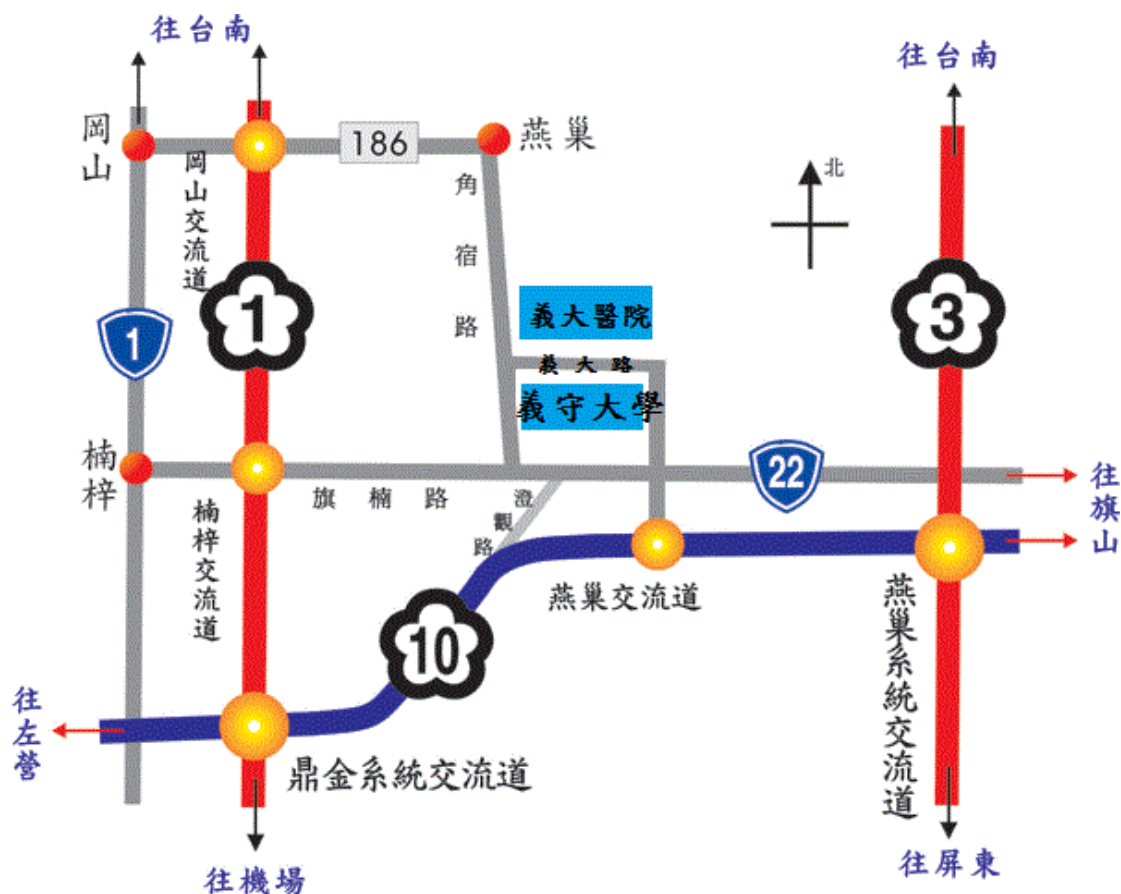 往台南
往台南
岡山
186
燕巢
北
岡山交流道
角宿路
1
1
3
義大醫院
義大路
義守大學
楠梓
22
往旗山
旗楠路
澄觀路
楠梓交流道
燕巢交流道
燕巢系統交流道
10
往左營
鼎金系統交流道
往機場
往屏東